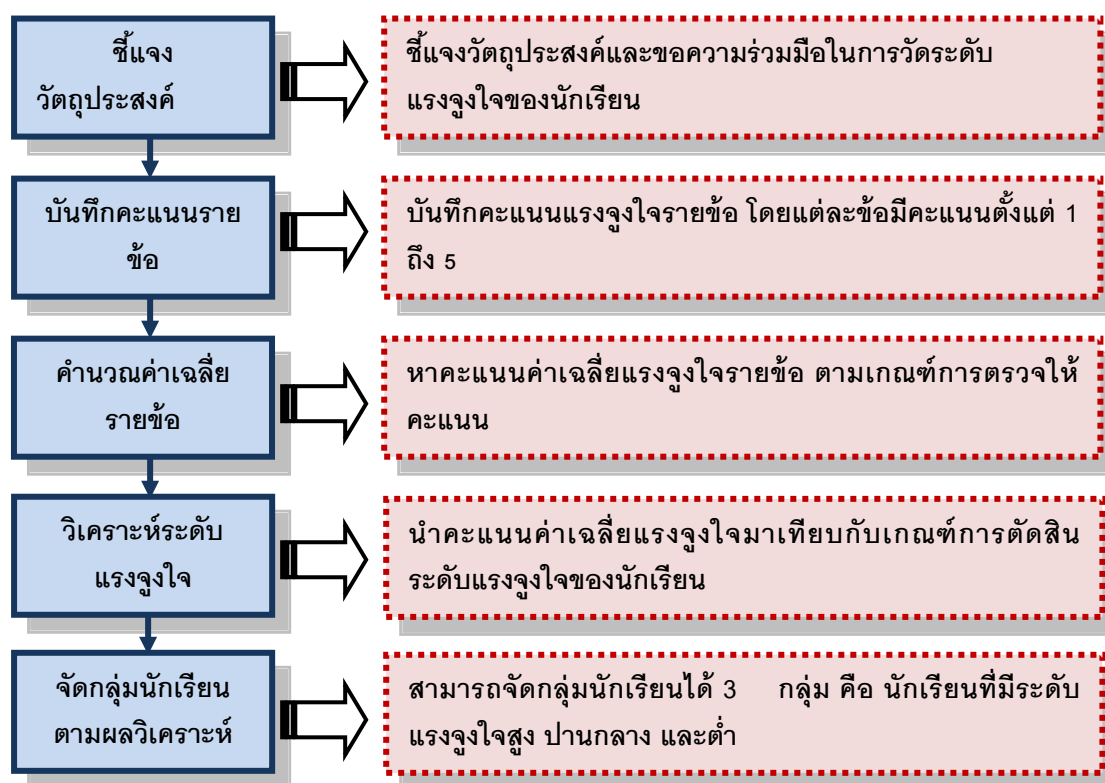 ชี้แจง
วัตถุประสงค์
ชี้แจงวัตถุประสงค์และขอความร่วมมือในการวัดระดับ
แรงจูงใจของนักเรียน
บันทึกคะแนนราย
ข้อ
บันทึกคะแนนแรงจูงใจรายข้อ โดยแต่ละข้อมีคะแนนตั้งแต่ 1
ถึง 5
คำนวณค่าเฉลี่ย
รายข้อ
หาคะแนนค่าเฉลี่ยแรงจูงใจรายข้อ ตามเกณฑ์การตรวจให้
คะแนน
วิเคราะห์ระดับ
แรงจูงใจ
นำคะแนนค่าเฉลี่ยแรงจูงใจมาเทียบกับเกณฑ์การตัดสิน
ระดับแรงจูงใจของนักเรียน
จัดกลุ่มนักเรียน
ตามผลวิเคราะห์
สามารถจัดกลุ่มนักเรียนได้ 3 กลุ่ม คือ นักเรียนที่มีระดับ
แรงจูงใจสูง ปานกลาง และต่ำ